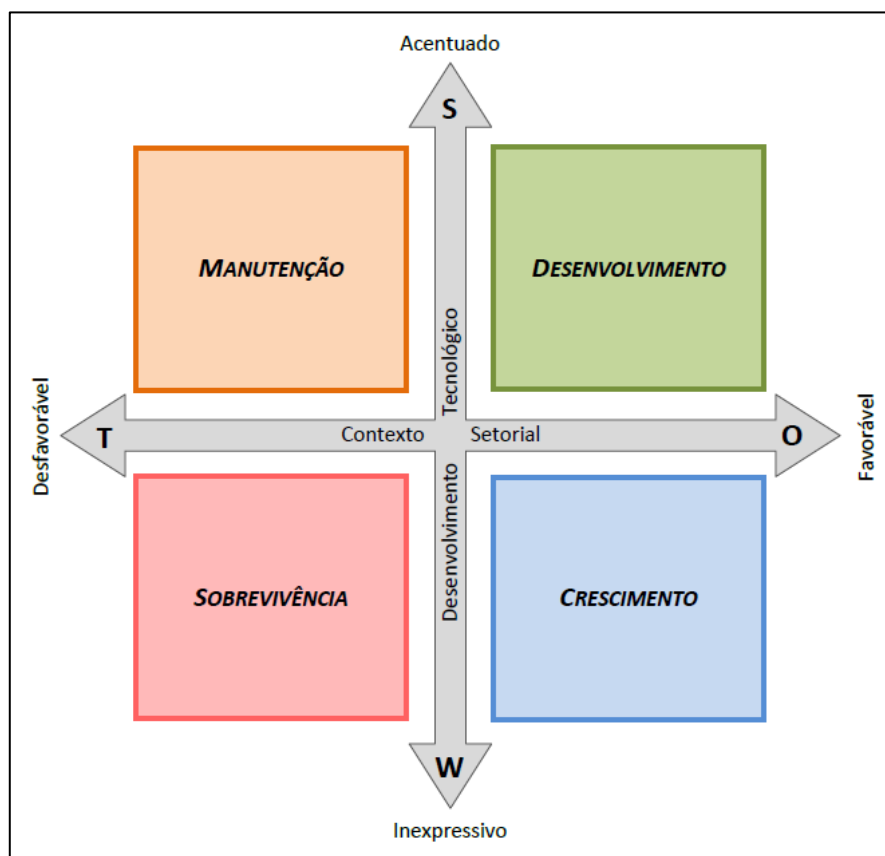 Acentuado
S
MANUTENÇÃO
DESENVOLVIMENTO
Tecnológico
Desfavorável
T
Contexto
Setorial
O
Favorável
Desenvolvimento
SOBREVIVÊNCIA
CRESCIMENTO
W
Inexpressivo